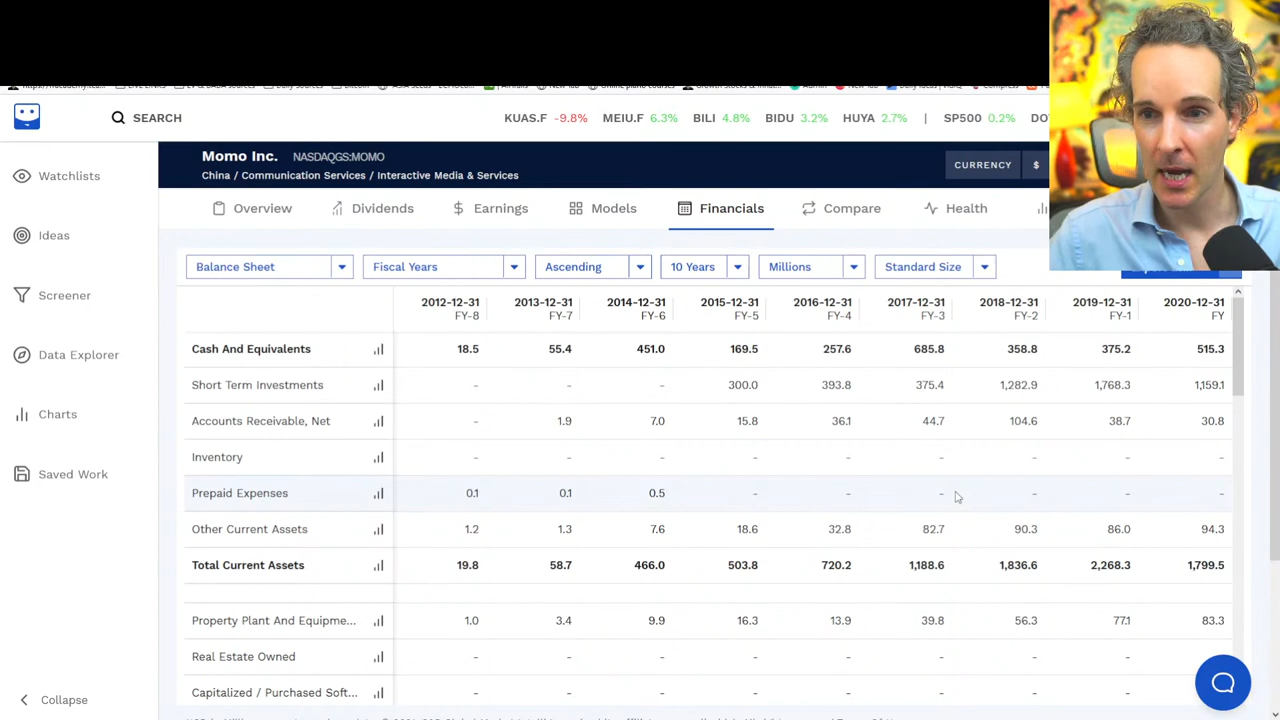 SEARCH
KUAS.F -9.8% MEIU.F 6.3% BILI 4.8% BIDU 3.2% HUYA 2.7% | SP500 0.2%
Momo Inc. NASDAQGS:MOMO
China / Communication Services / Interactive Media & Services
CURRENCY $
Watchlists
Ideas
Screener
Data Explorer
Charts
Saved Work
Collapse
Overview Dividends Earnings Models Financials Compare Health
Balance Sheet Fiscal Years Ascending 10 Years Millions Standard Size
2012-12-31 2013-12-31 2014-12-31 2015-12-31 2016-12-31 2017-12-31 2018-12-31 2019-12-31 2020-12-31
FY-8 FY-7 FY-6 FY-5 FY-4 FY-3 FY-2 FY-1 FY
Cash And Equivalents 18.5 55.4 451.0 169.5 257.6 685.8 358.8 375.2 515.3
Short Term Investments - - - 300.0 393.8 375.4 1,282.9 1,768.3 1,159.1
Accounts Receivable, Net - 1.9 7.0 15.8 36.1 44.7 104.6 38.7 30.8
Inventory - - - - - - - - -
Prepaid Expenses 0.1 0.1 0.5 - - - - - -
Other Current Assets 1.2 1.3 7.6 18.6 32.8 82.7 90.3 86.0 94.3
Total Current Assets 19.8 58.7 466.0 503.8 720.2 1,188.6 1,836.6 2,268.3 1,799.5
Property Plant And Equipme... 1.0 3.4 9.9 16.3 13.9 39.8 56.3 77.1 83.3
Real Estate Owned - - - - - - - - -
Capitalized / Purchased Soft... - - - - - - - - -